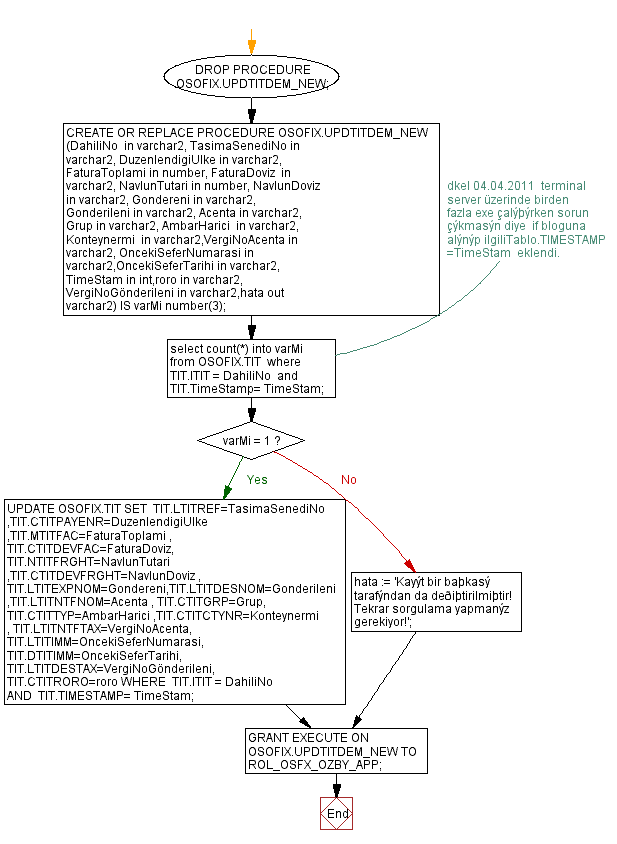 DROP PROCEDURE
OSOFIX.UPDTITDEM_NEW;
CREATE OR REPLACE PROCEDURE OSOFIX.UPDTITDEM_NEW
(DahiliNo in varchar2, TasimaSenediNo in
varchar2, DuzenlendigiUlke in varchar2,
FaturaToplami in number, FaturaDoviz in
varchar2, NavlunTutari in number, NavlunDoviz
in varchar2, Gondereni in varchar2,
Gonderileni in varchar2, Acenta in varchar2,
Grup in varchar2, AmbarHarici in varchar2,
Konteynermi in varchar2,VergiNoAcenta in
varchar2, OncekiSeferNumarasi in
varchar2,OncekiSeferTarihi in varchar2,
TimeStam in int,roro in varchar2,
VergiNoGönderileni in varchar2,hata out
varchar2) IS varMi number(3);
dkel 04.04.2011 terminal
server üzerinde birden
fazla exe çalýþýrken sorun
çýkmasýn diye if bloguna
alýnýp ilgiliTablo.TIMESTAMP
=TimeStam eklendi.
select count(*) into varMi
from OSOFIX.TIT where
TIT.ITIT = DahiliNo and
TIT.TimeStamp= TimeStam;
varMi = 1 ?
Yes
No
UPDATE OSOFIX.TIT SET TIT.LTITREF=TasimaSenediNo
,TIT.CTITPAYENR=DuzenlendigiUlke
,TIT.MTITFAC=FaturaToplami ,
TIT.CTITDEVFAC=FaturaDoviz,
TIT.NTITFRGHT=NavlunTutari
,TIT.CTITDEVFRGHT=NavlunDoviz ,
TIT.LTITEXPNOM=Gondereni,TIT.LTITDESNOM=Gonderileni
,TIT.LTITNTFNOM=Acenta , TIT.CTITGRP=Grup,
TIT.CTITTYP=AmbarHarici ,TIT.CTITCTYNR=Konteynermi
, TIT.LTITNTFTAX=VergiNoAcenta,
TIT.LTITIMM=OncekiSeferNumarasi,
TIT.DTITIMM=OncekiSeferTarihi,
TIT.LTITDESTAX=VergiNoGönderileni,
TIT.CTITRORO=roro WHERE TIT.ITIT = DahiliNo
AND TIT.TIMESTAMP= TimeStam;
hata := 'Kayýt bir baþkasý
tarafýndan da deðiþtirilmiþtir!
Tekrar sorgulama yapmanýz
gerekiyor!';
GRANT EXECUTE ON
OSOFIX.UPDTITDEM_NEW TO
ROL_OSFX_OZBY_APP;
End